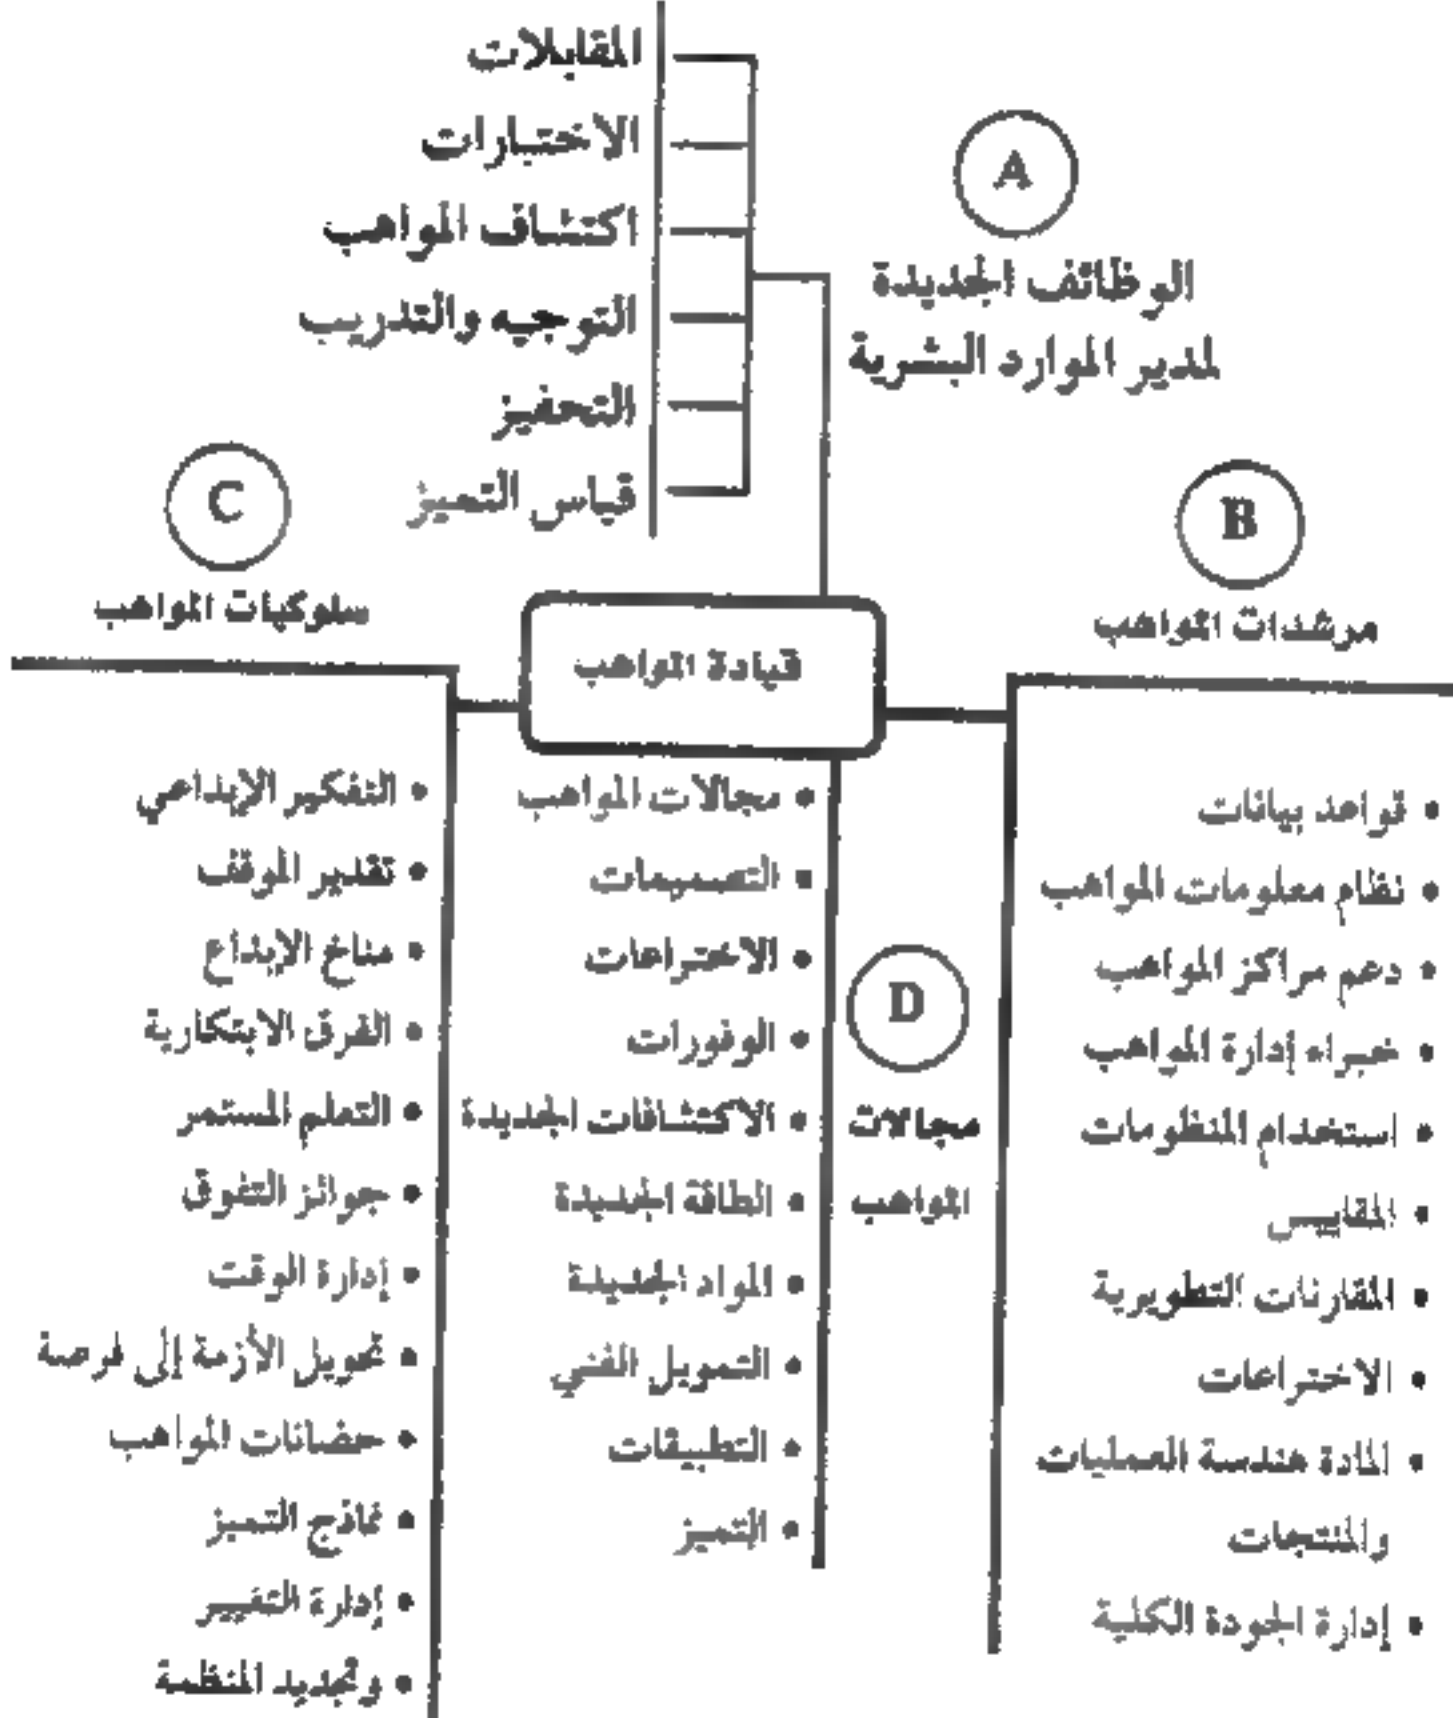 المقابلات
الاختبارات
اكتشاف المواهب
التوجيه والتدريب
التحفيز
قياس التميز
A
الوظائف الجديدة
لمدير الموارد البشرية
B
مرشدات المواهب
C
سلوكيات المواهب
قيادة المواهب
• قواعد بيانات
• نظام معلومات المواهب
• دعم مراكز المواهب
• خبراء إدارة المواهب
• استخدام المنظومات
• المقاييس
• المقارنات التطويرية
• الاختراعات
• المادة هندسة العمليات
والمنتجات
• إدارة الجودة الكلية
D
مجالات
المواهب
• مجالات المواهب
• التصميمات
• الاختراعات
• الوفورات
• الاكتشافات الجديدة
• الطاقة الجديدة
• المواد الجديدة
• التمويل الفني
• التطبيقات
• التميز
• التفكير الإبداعي
• تقدير الموقف
• مناخ الإبداع
• الفرق الابتكارية
• التعلم المستمر
• جوائز التفوق
• إدارة الوقت
• تحويل الأزمة إلى فرصة
• حضانات المواهب
• نماذج التميز
• إدارة التغيير
• وتجديد المنظمة